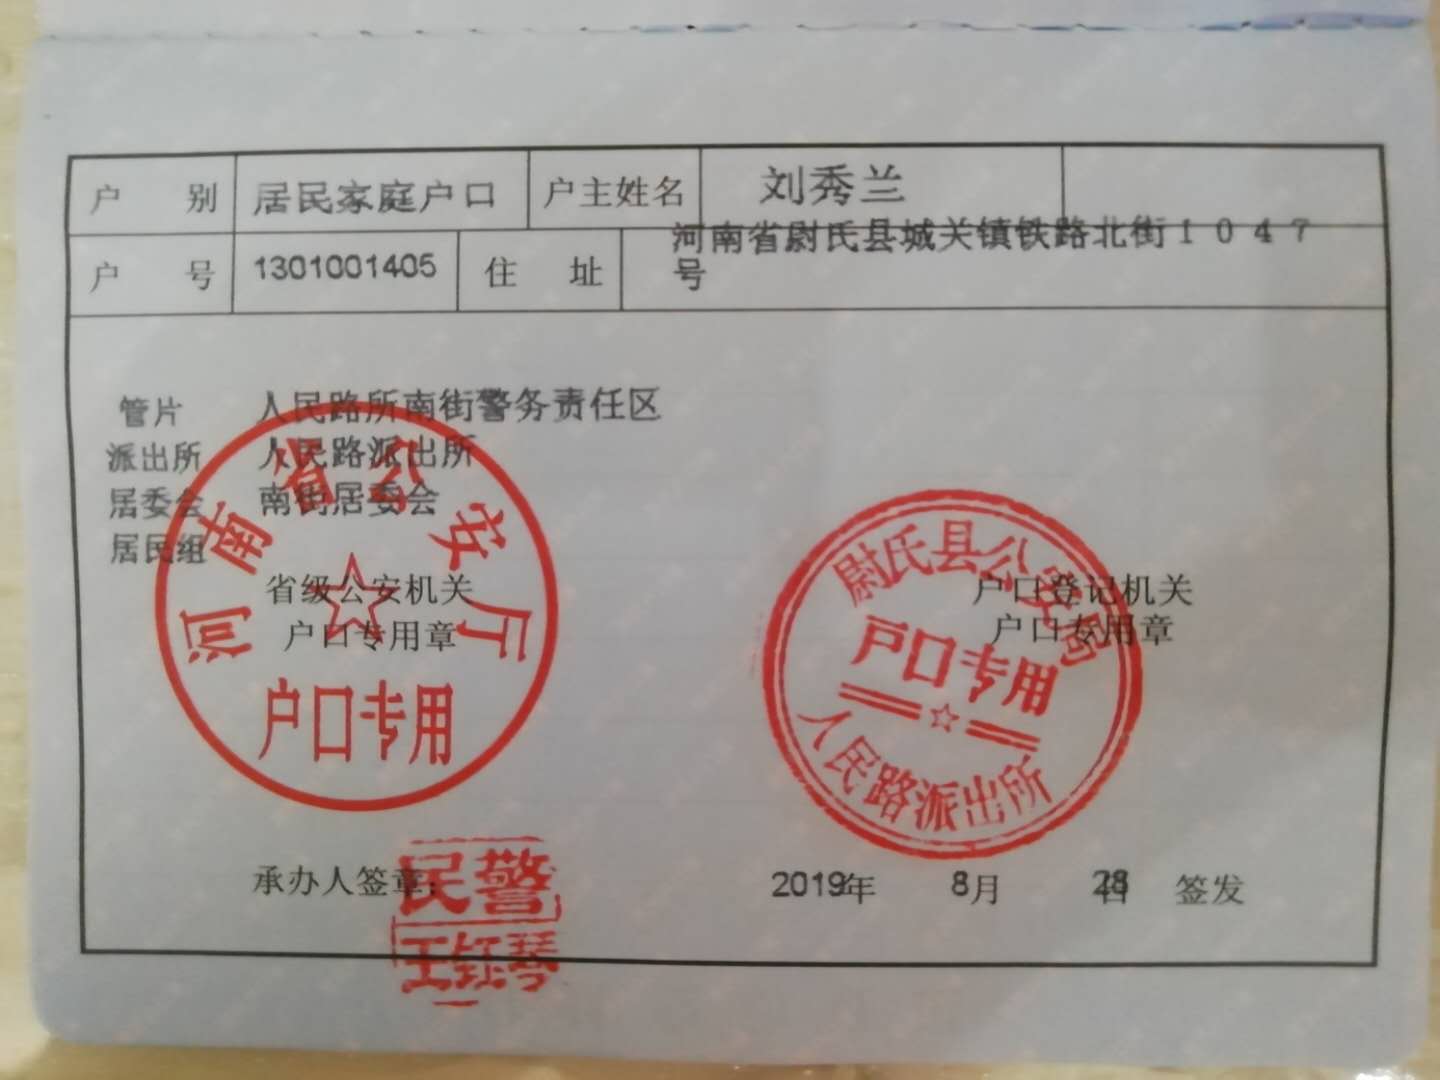 户 别 居民家庭户口 户主姓名 刘秀兰
户 号 1301001405 住 址 河南省尉氏县城关镇铁路北街1047
号
管片 人民路所南街警务责任区
派出所 人民路派出所
居委会 南街居委会
居民组
省级公安机关
户口专用章
河南省公安厅
户口专用
户口登记机关
户口专用章
尉氏县公安局
户口专用
人民路派出所
承办人签章:
民警
2019年 8月 28日 签发